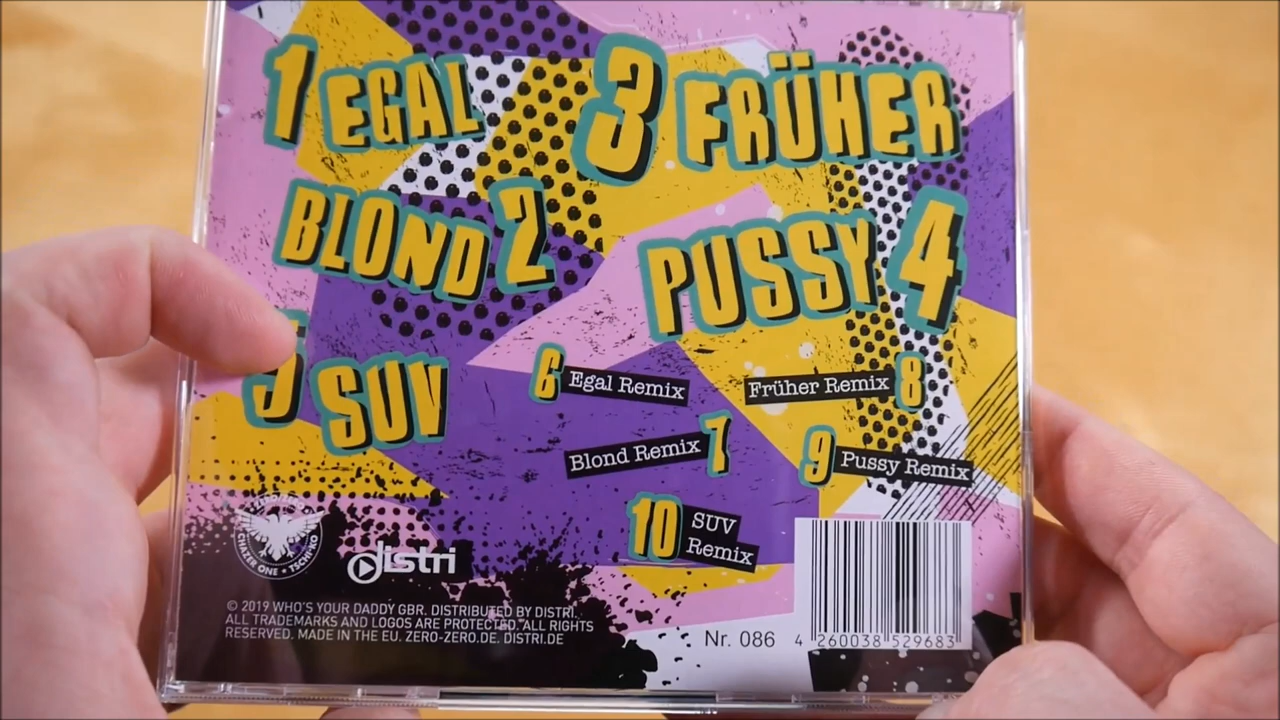 1 EGAL
BLOND 2
3 FRÜHER
PUSSY 4
5 SUV
6 Egal Remix
Blond Remix 7
Früher Remix 8
9 Pussy Remix
10 SUV
Remix
ZERO/ZERO
CHAZER ONE • TSCHIKO
distri
© 2019 WHO'S YOUR DADDY GBR. DISTRIBUTED BY DISTRI.
ALL TRADEMARKS AND LOGOS ARE PROTECTED. ALL RIGHTS
RESERVED. MADE IN THE EU. ZERO-ZERO.DE. DISTRI.DE
Nr. 086
4 260038 529683